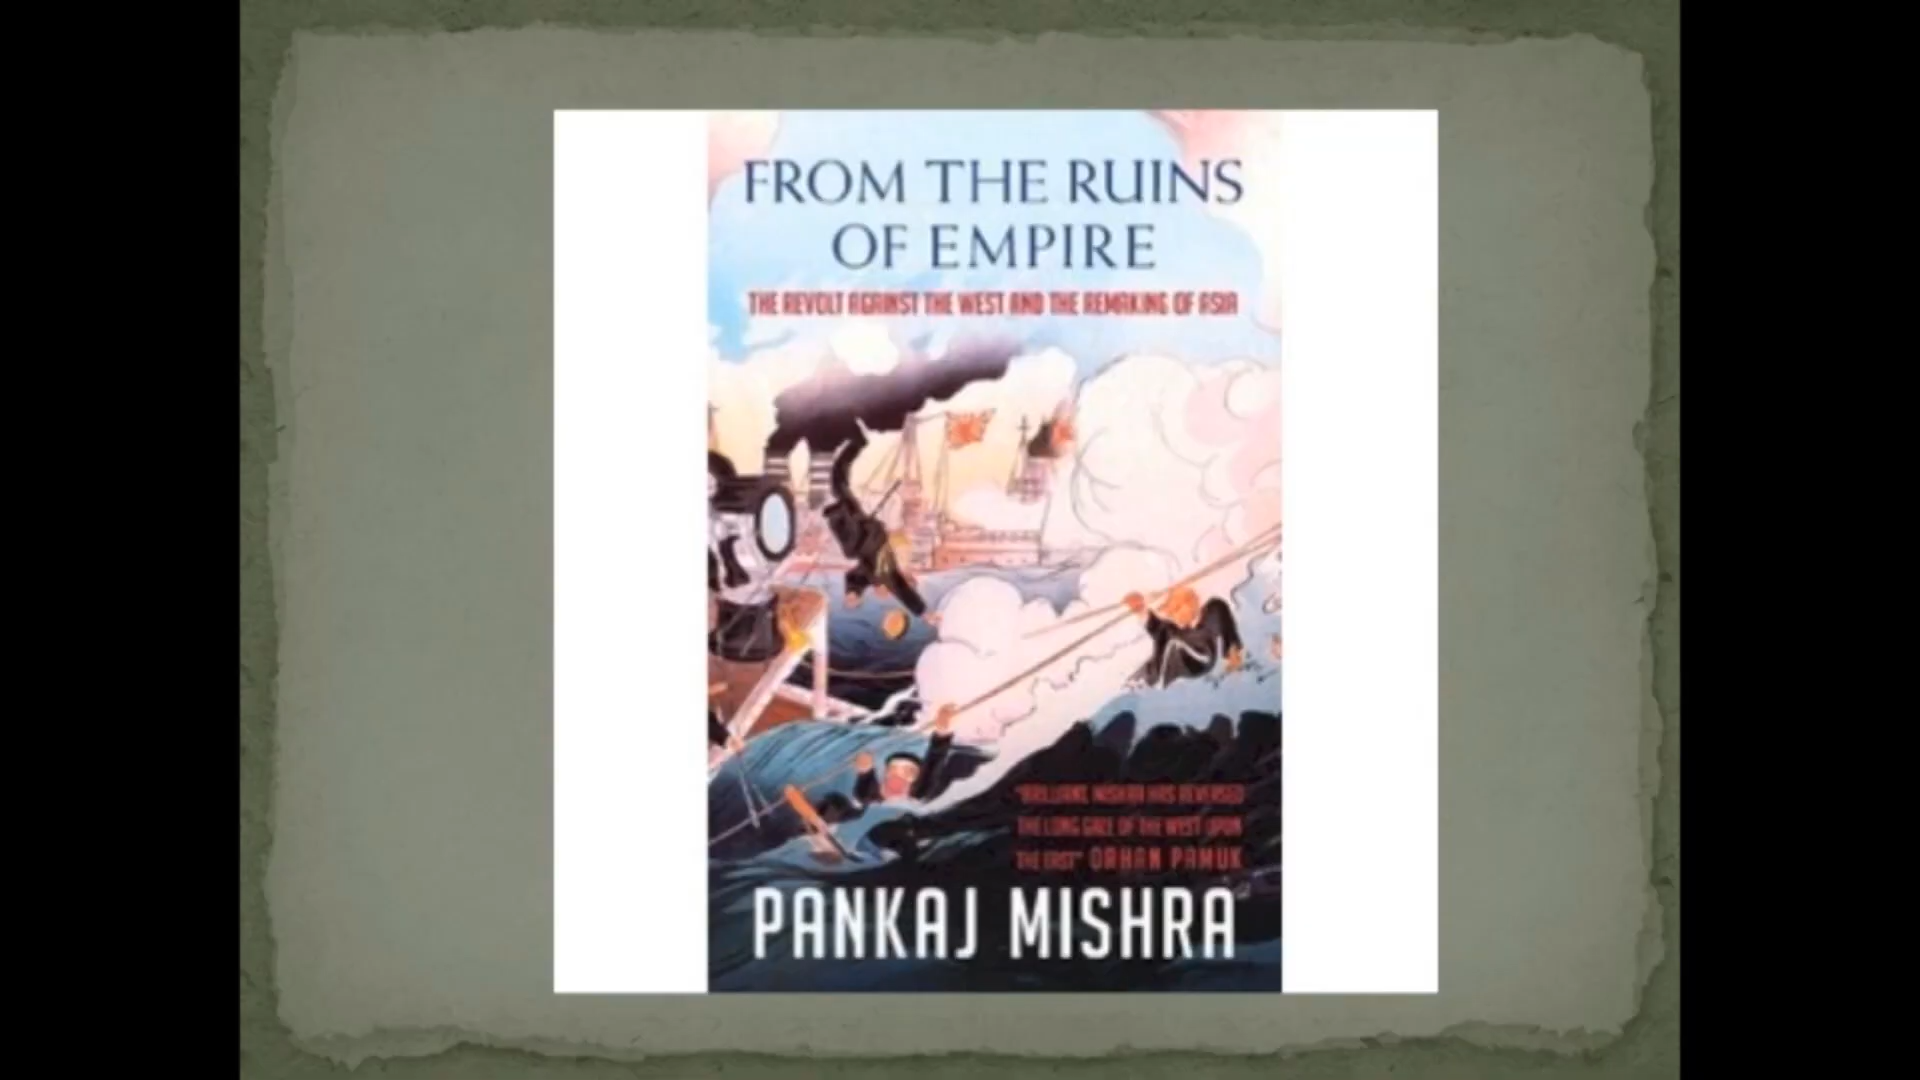 FROM THE RUINS
OF EMPIRE
THE REVOLT AGAINST THE WEST AND THE REMAKING OF ASIA
"BRILLIANT. MISHRA HAS REVERSED
THE LONG GAZE OF THE WEST UPON
THE EAST" ORHAN PAMUK
PANKAJ MISHRA